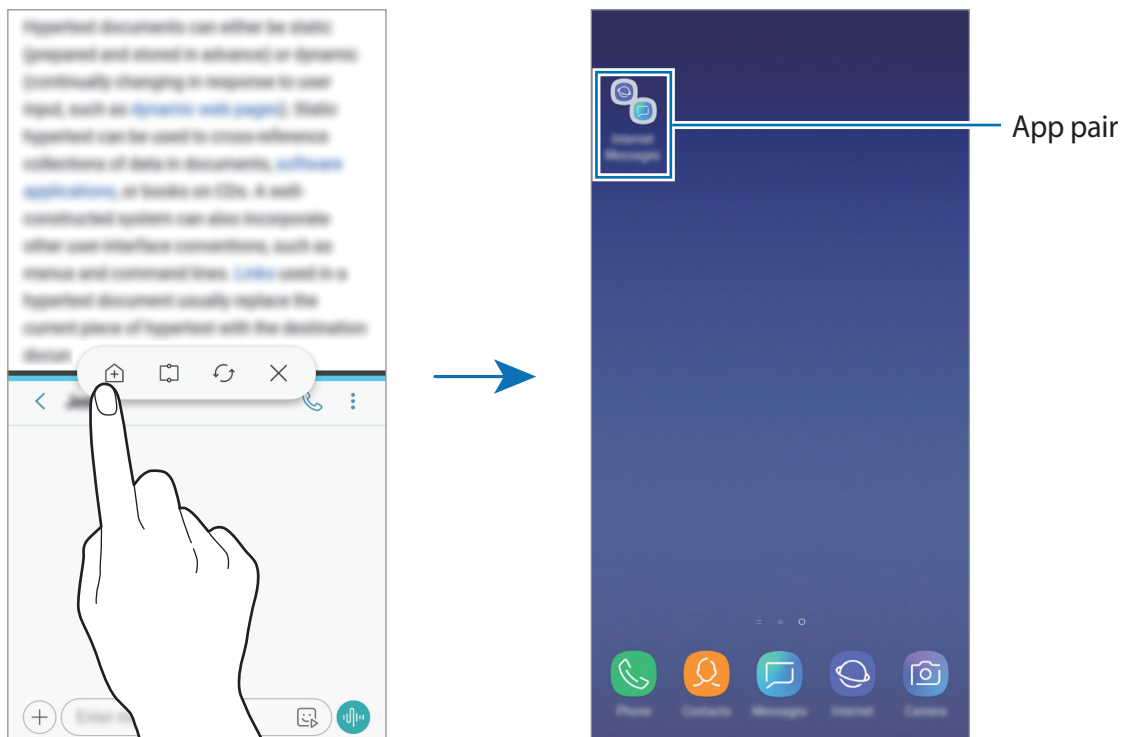 Hypertext documents can either be static
(prepared and stored in advance) or dynamic
(continually changing in response to user
input, such as dynamic web pages). Static
hypertext can be used to cross-reference
collections of data in documents, software
applications, or books on CDs. A well-
constructed system can also incorporate
other user-interface conventions, such as
menus and command lines. Links used in a
hypertext document usually replace the
current piece of hypertext with the destination
docum
Enter
Internet
Messages
App pair
Phone
Contacts
Messages
Internet
Camera